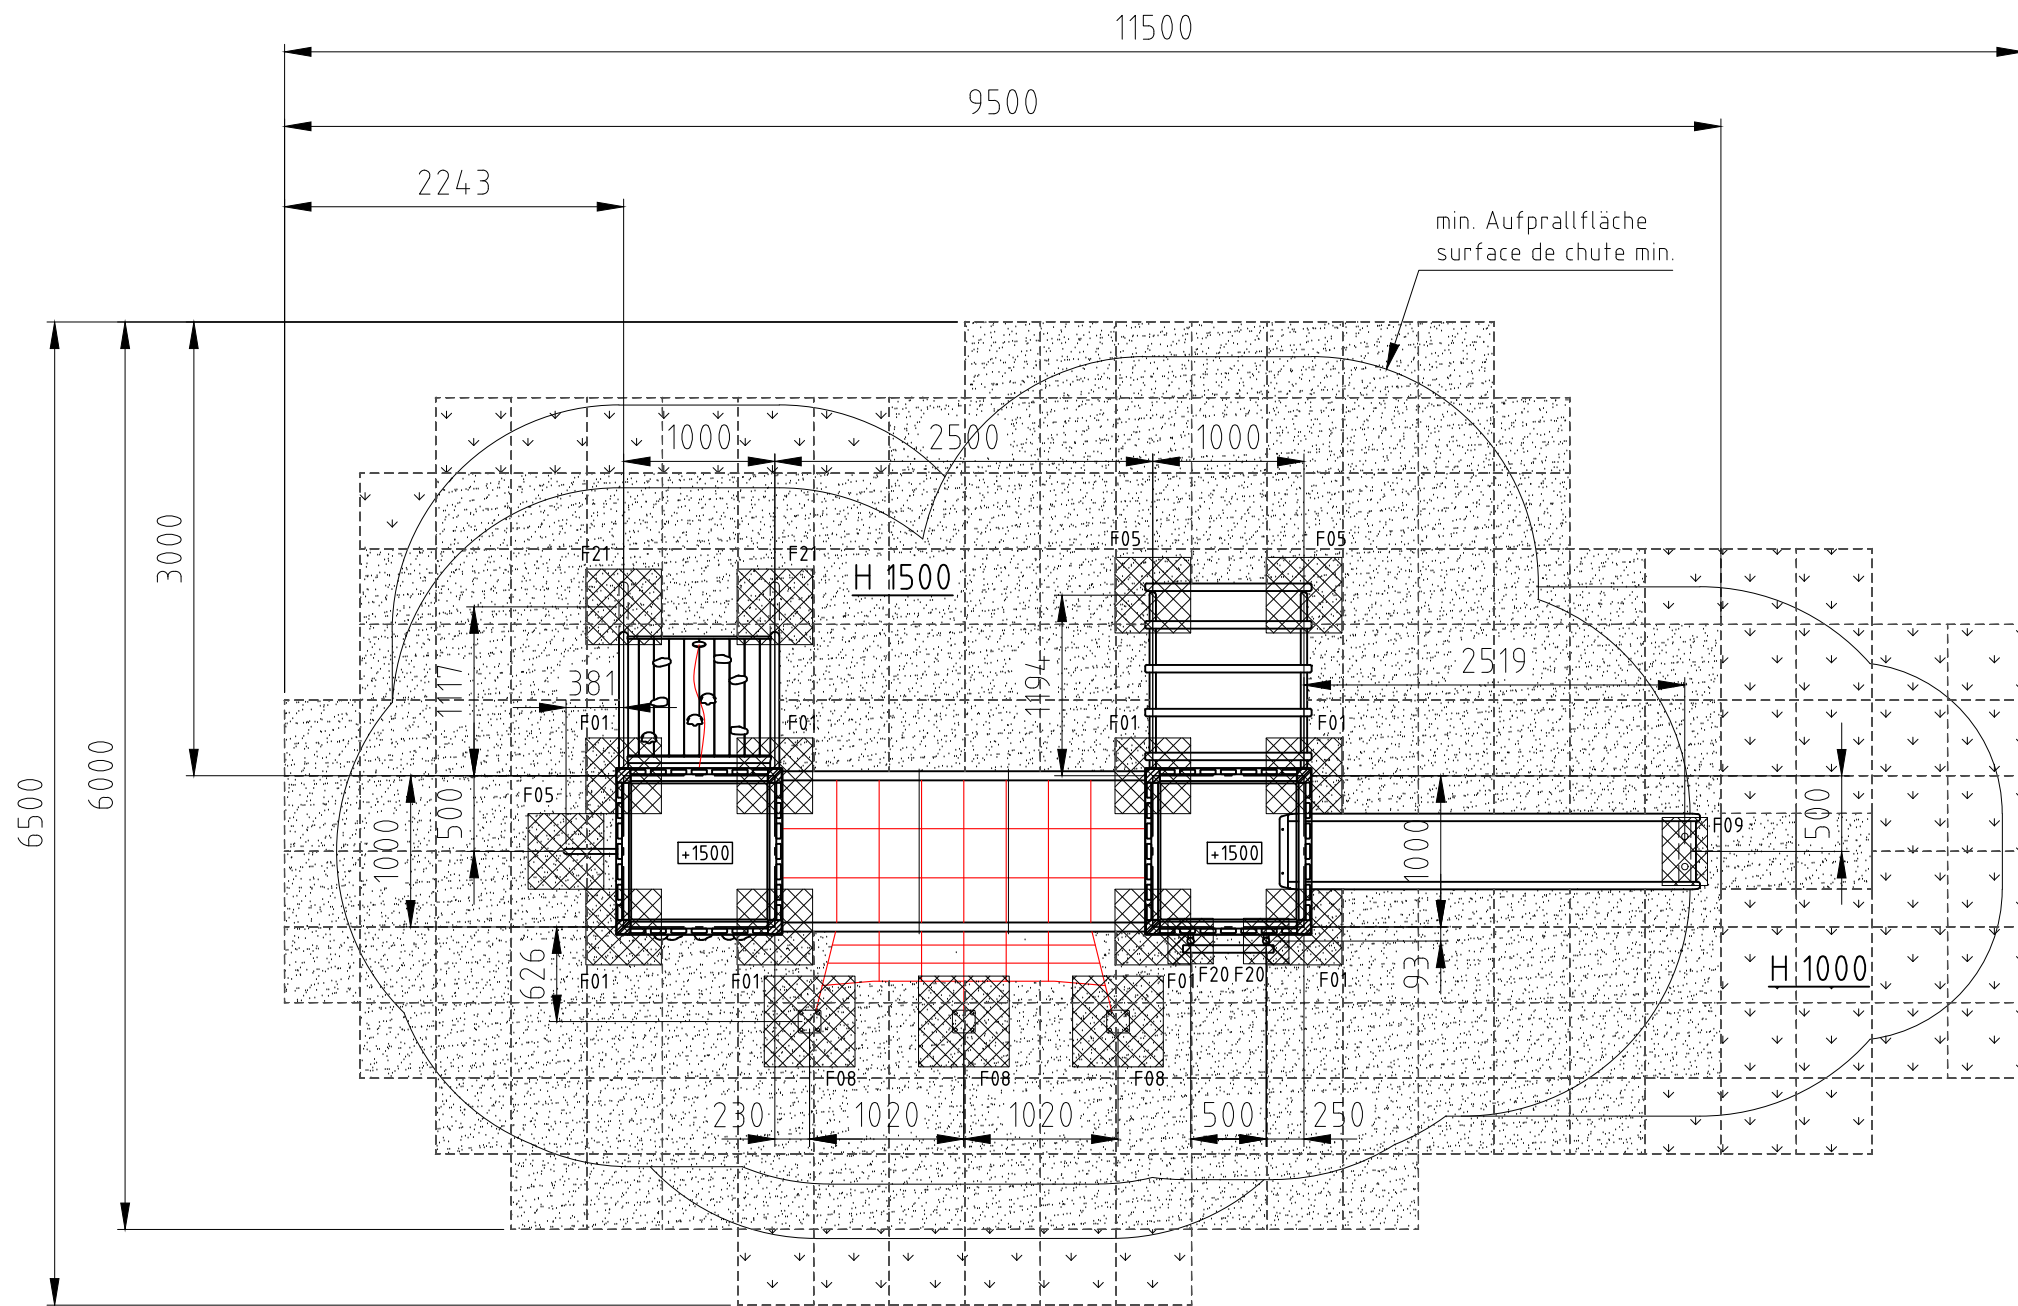 11500
9500
2243
min. Aufprallfläche
surface de chute min.
1000
2500
1000
3000
F21
F21
H 1500
F05
F05
1117
381
1194
2519
F01
F01
F01
F01
6000
6500
F05
500
1000
+1500
+1500
1000
500
F09
626
F01
F01
F01
F20
F20
F01
93
H 1000
F08
F08
F08
230
1020
1020
500
250